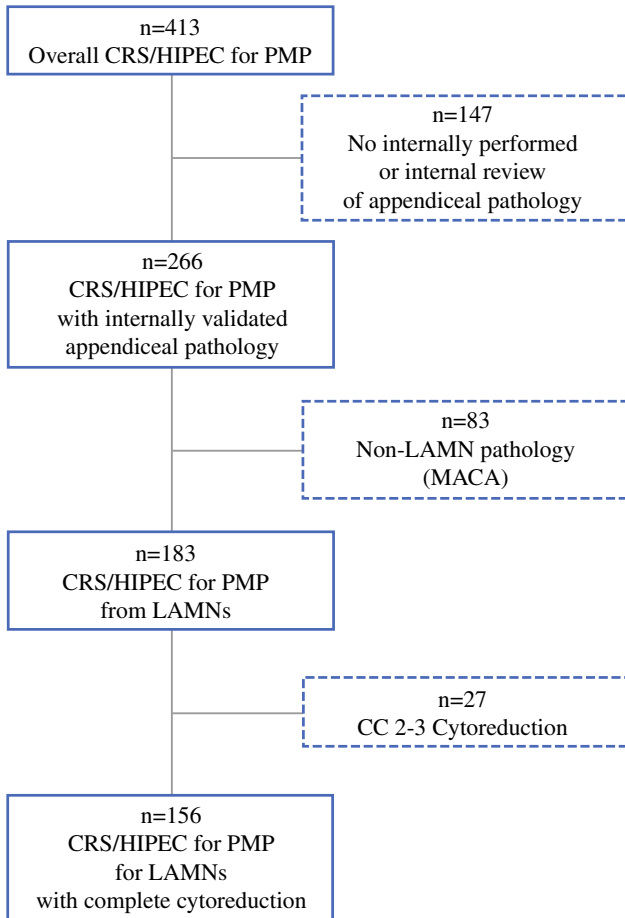 n=413
Overall CRS/HIPEC for PMP
n=147
No internally performed
or internal review
of appendiceal pathology
n=266
CRS/HIPEC for PMP
with internally validated
appendiceal pathology
n=83
Non-LAMN pathology
(MACA)
n=183
CRS/HIPEC for PMP
from LAMNs
n=27
CC 2-3 Cytoreduction
n=156
CRS/HIPEC for PMP
for LAMNs
with complete cytoreduction